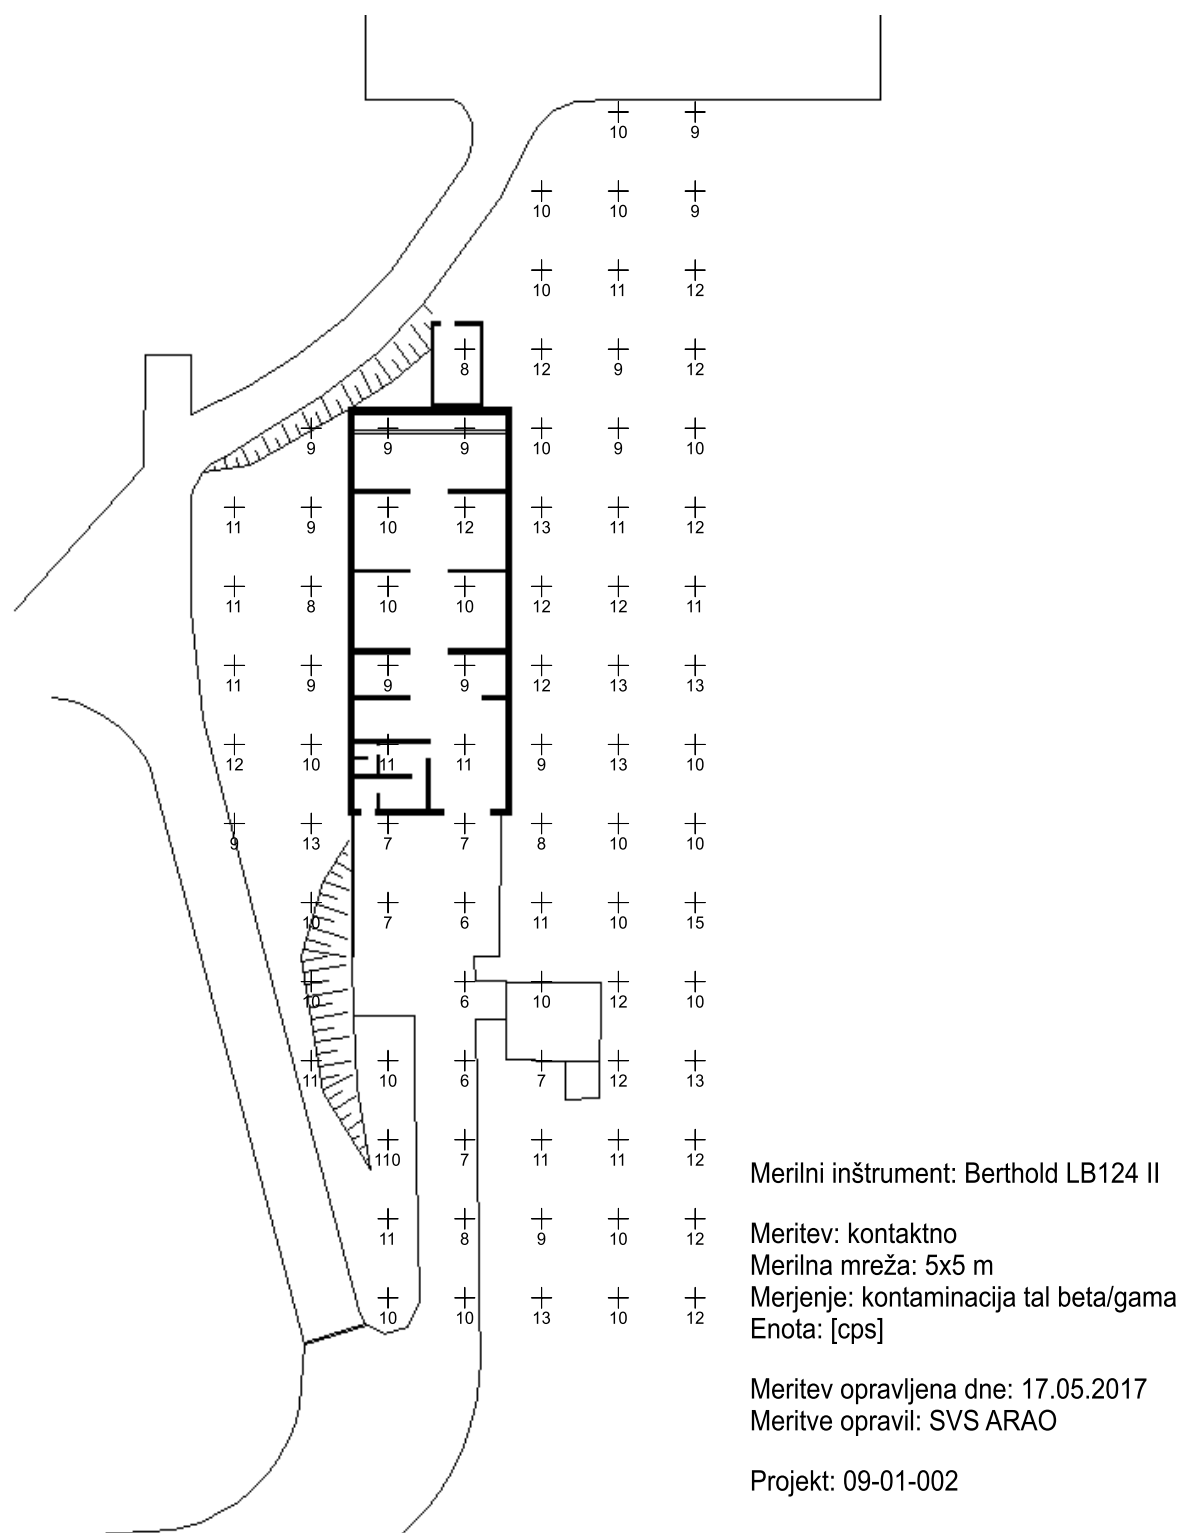 10 9
10 10 9
10 11 12
8 12 9 12
9 9 9 10 9 10
11 9 10 12 13 11 12
11 8 10 10 12 12 11
11 9 9 9 12 13 13
12 10 11 11 9 13 10
9 13 7 7 8 10 10
10 7 6 11 10 15
10 6 10 12 10
11 10 6 7 12 13
110 7 11 11 12
11 8 9 10 12
10 10 13 10 12
Merilni inštrument: Berthold LB124 II
Meritev: kontaktno
Merilna mreža: 5x5 m
Merjenje: kontaminacija tal beta/gama
Enota: [cps]
Meritev opravljena dne: 17.05.2017
Meritve opravil: SVS ARAO
Projekt: 09-01-002